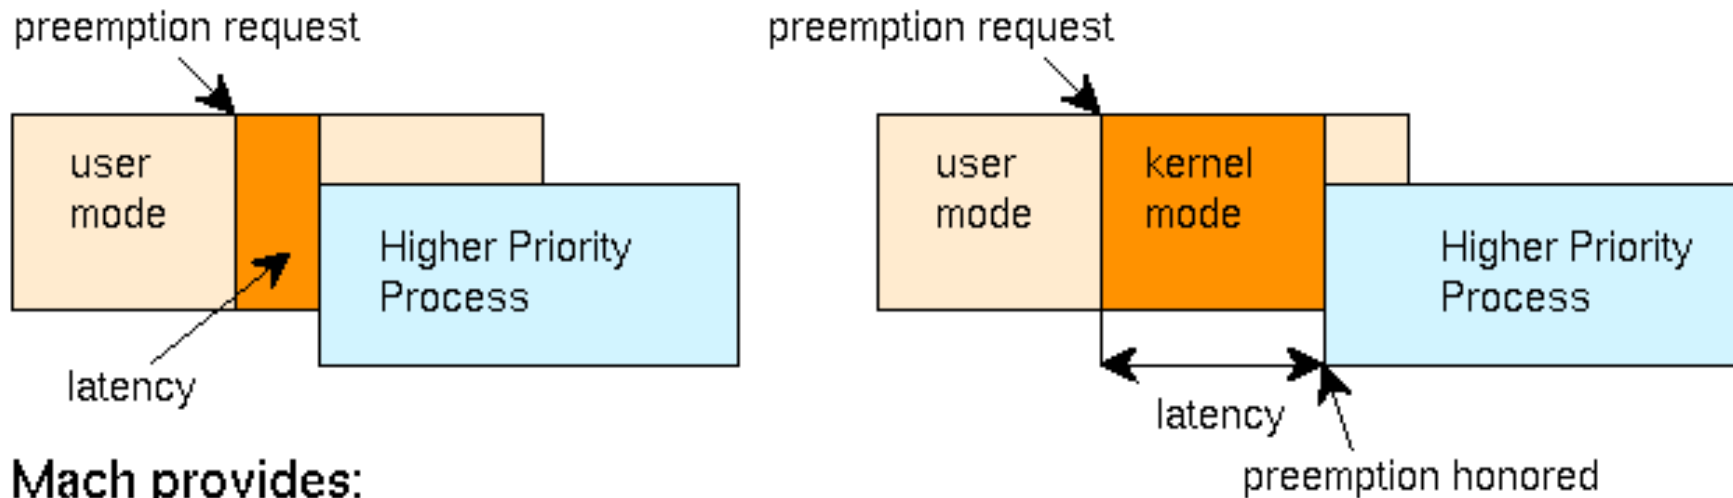 preemption request
user
mode
Higher Priority
Process
latency
preemption request
user
mode
kernel
mode
Higher Priority
Process
latency
preemption honored
Mach provides: